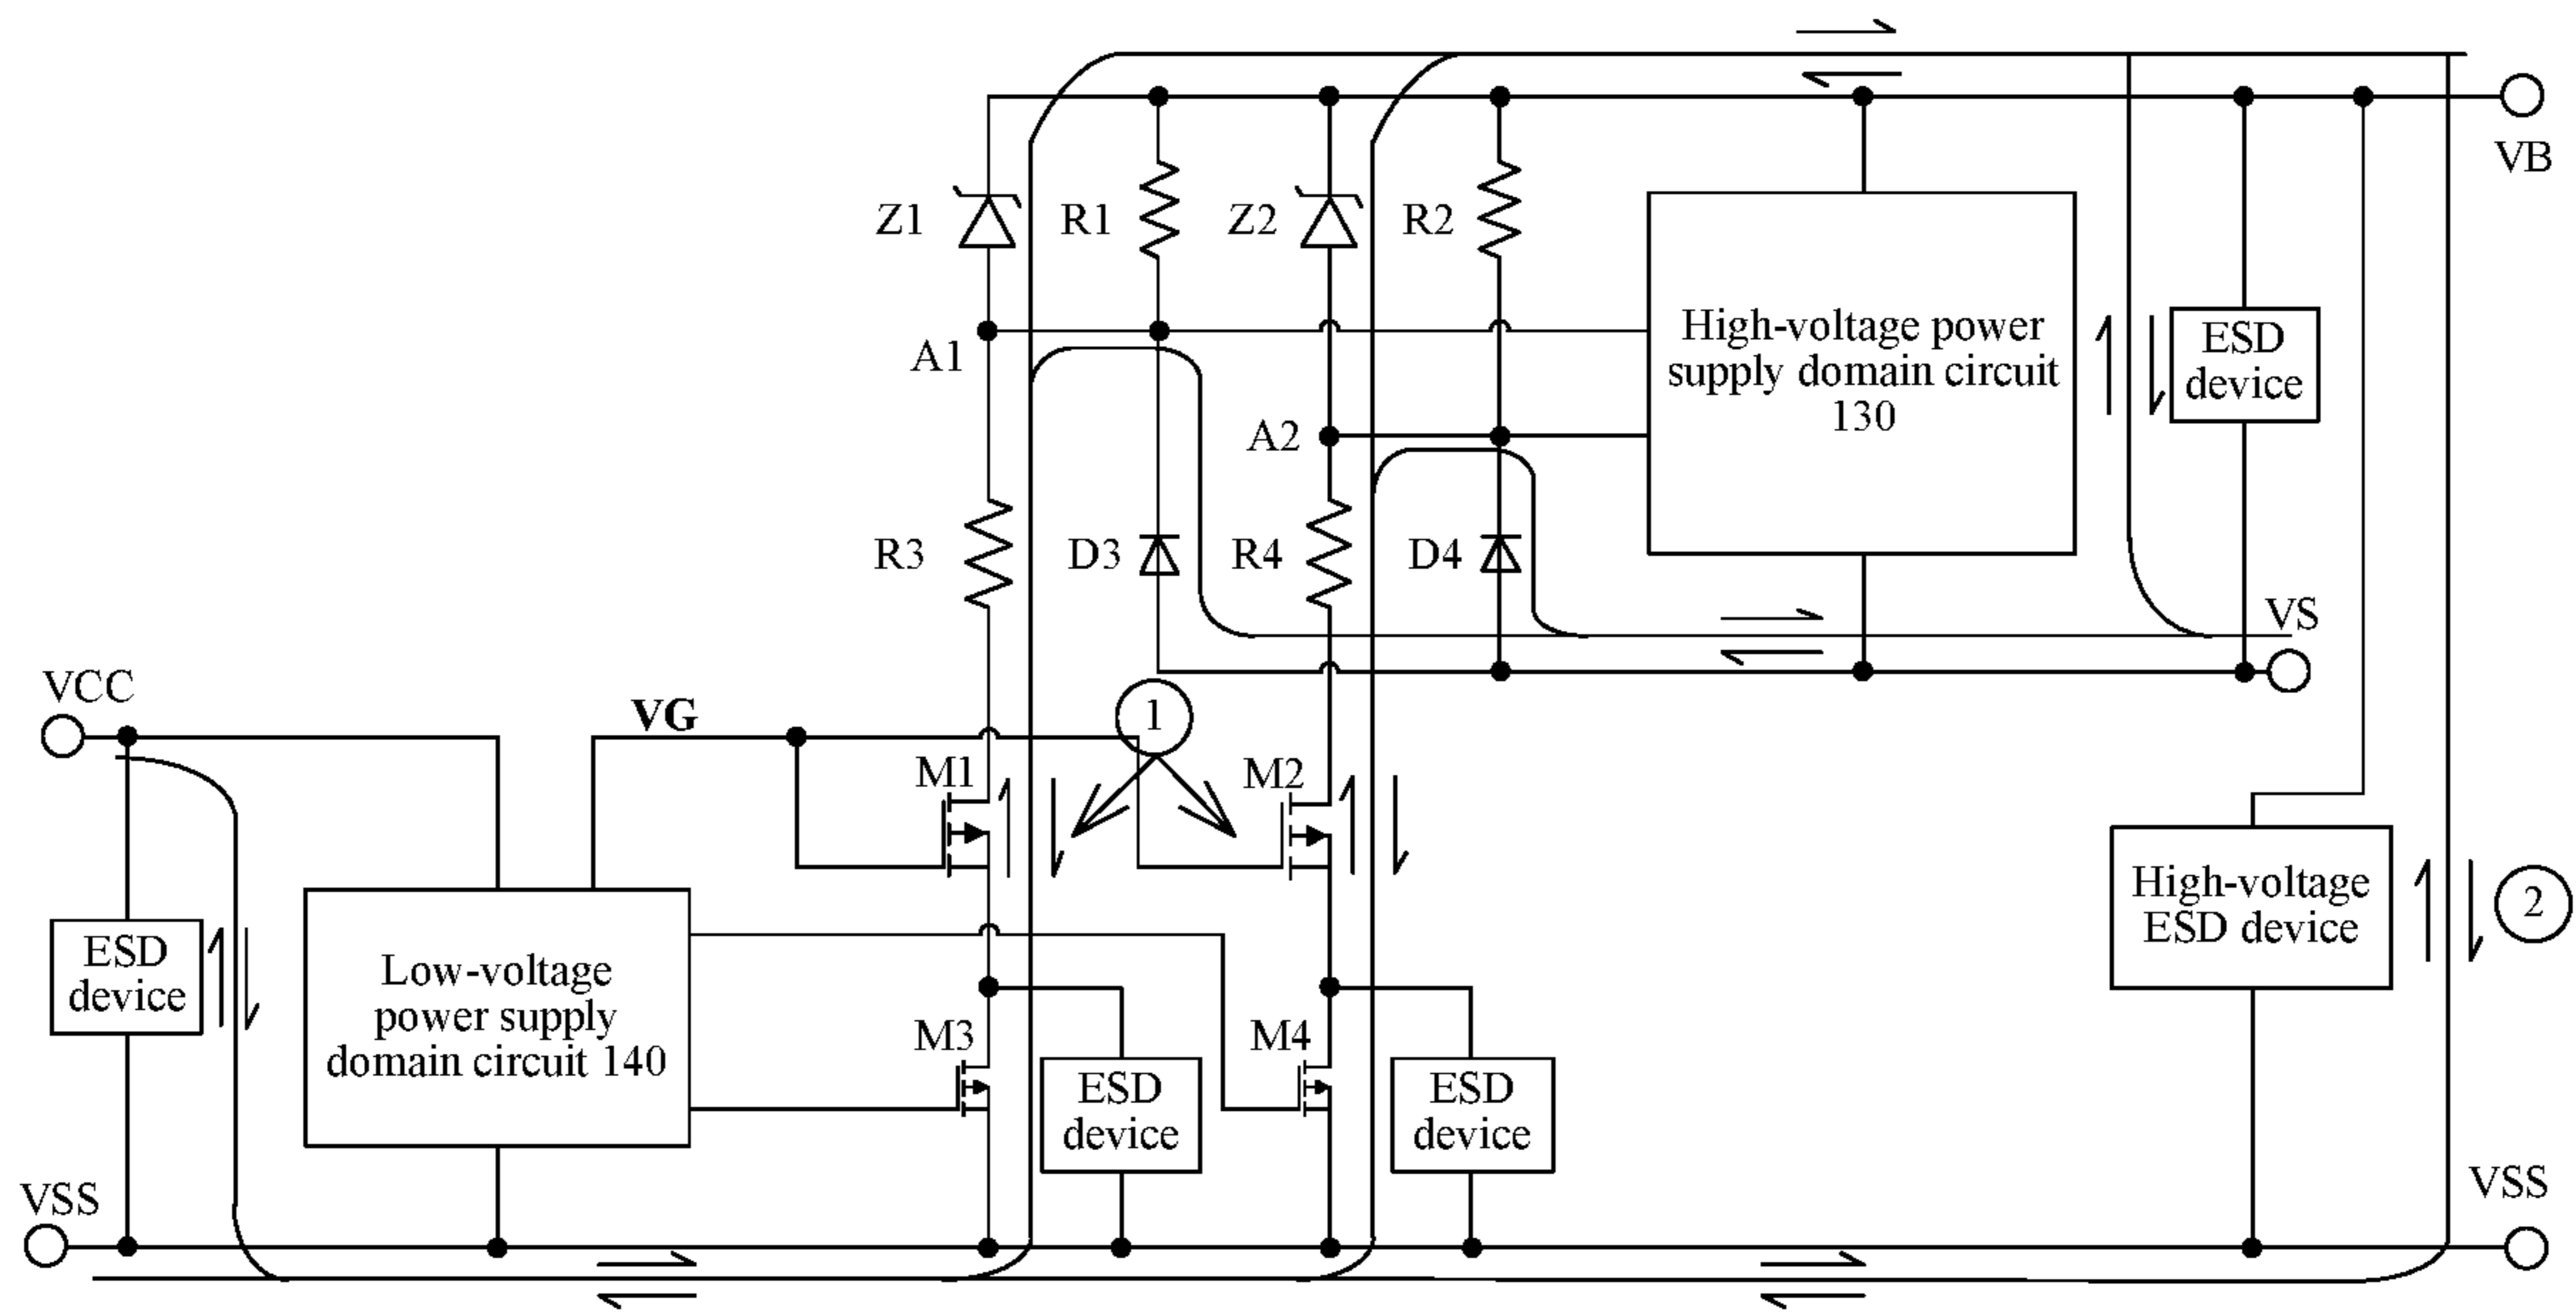 VB
Z1
R1
Z2
R2
High-voltage power
supply domain circuit
130
ESD
device
A1
A2
R3
D3
R4
D4
VS
VCC
VG
1
M1
M2
High-voltage
ESD device
2
ESD
device
Low-voltage
power supply
domain circuit 140
M3
ESD
device
M4
ESD
device
VSS
VSS